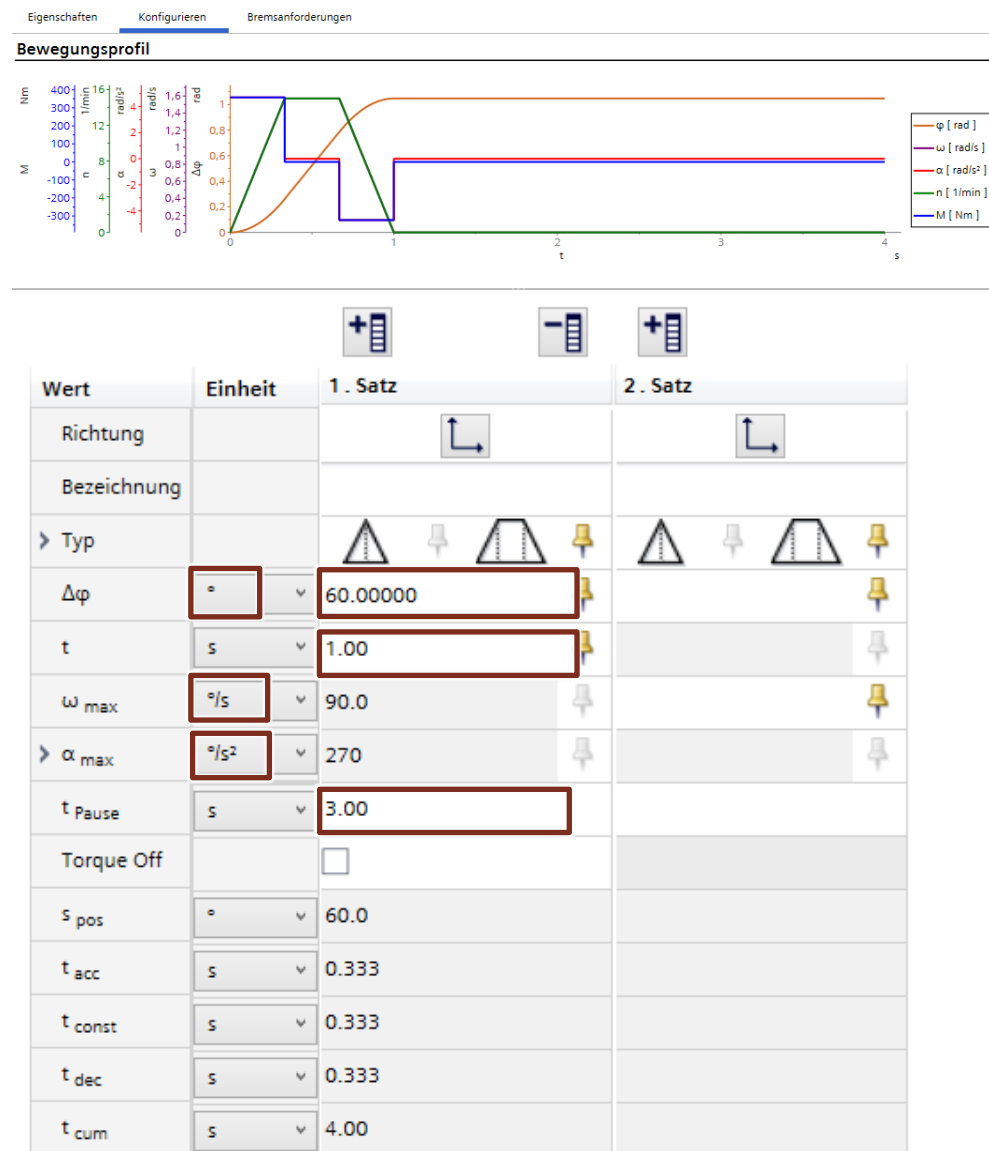 Eigenschaften Konfigurieren Bremsanforderungen
Bewegungsprofil
Nm 1/min rad/s² rad/s rad
M n α ω Δφ
400 300 200 100 0 -100 -200 -300
16 12 8 4 0
4 2 0 -2 -4
1,6 1,4 1,2 1 0,8 0,6 0,4 0,2 0
1 0,8 0,6 0,4 0,2 0
0 1 2 3 4
t s
φ [ rad ]
ω [ rad/s ]
α [ rad/s² ]
n [ 1/min ]
M [ Nm ]
Wert Einheit 1 . Satz 2 . Satz
Richtung
Bezeichnung
Typ
Δφ ° 60.00000
t s 1.00
ω max °/s 90.0
α max °/s² 270
t Pause s 3.00
Torque Off
s pos ° 60.0
t acc s 0.333
t const s 0.333
t dec s 0.333
t cum s 4.00